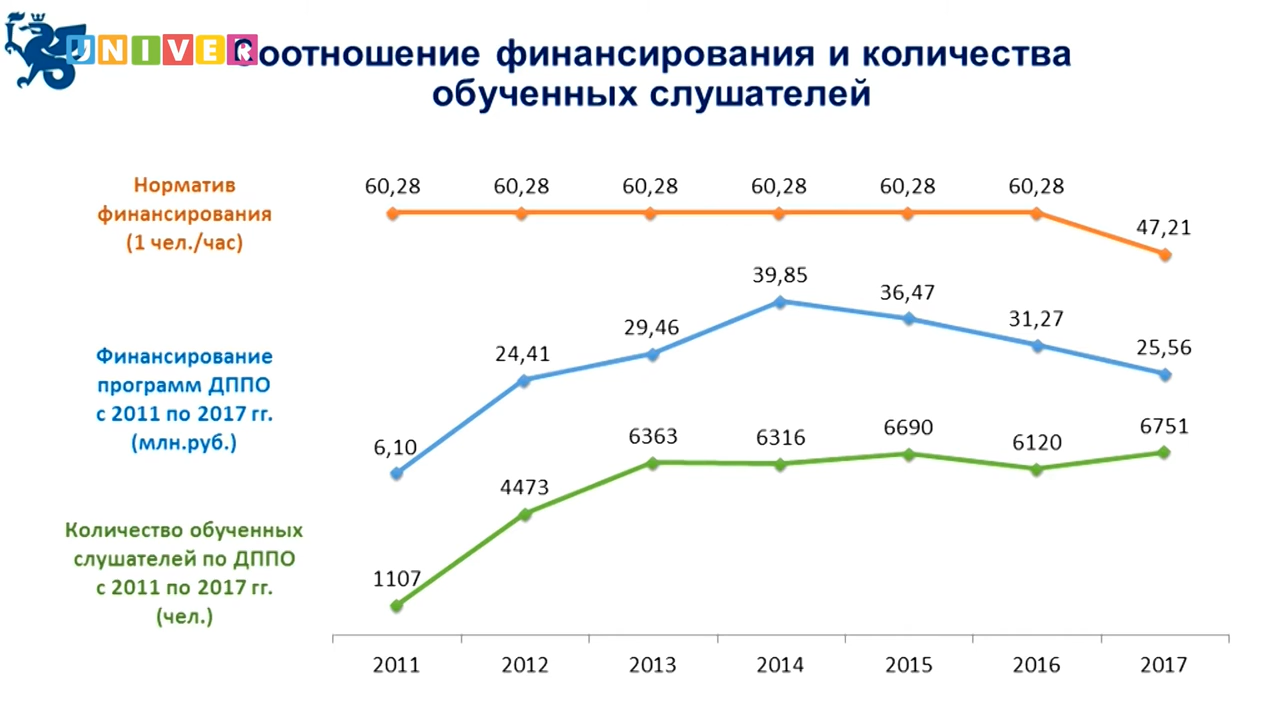 UNIVER
Соотношение финансирования и количества
обученных слушателей
Норматив
финансирования
(1 чел./час)
60,28 60,28 60,28 60,28 60,28 60,28 47,21
Финансирование
программ ДППО
с 2011 по 2017 гг.
(млн.руб.)
6,10 24,41 29,46 39,85 36,47 31,27 25,56
Количество обученных
слушателей по ДППО
с 2011 по 2017 гг.
(чел.)
1107 4473 6363 6316 6690 6120 6751
2011 2012 2013 2014 2015 2016 2017